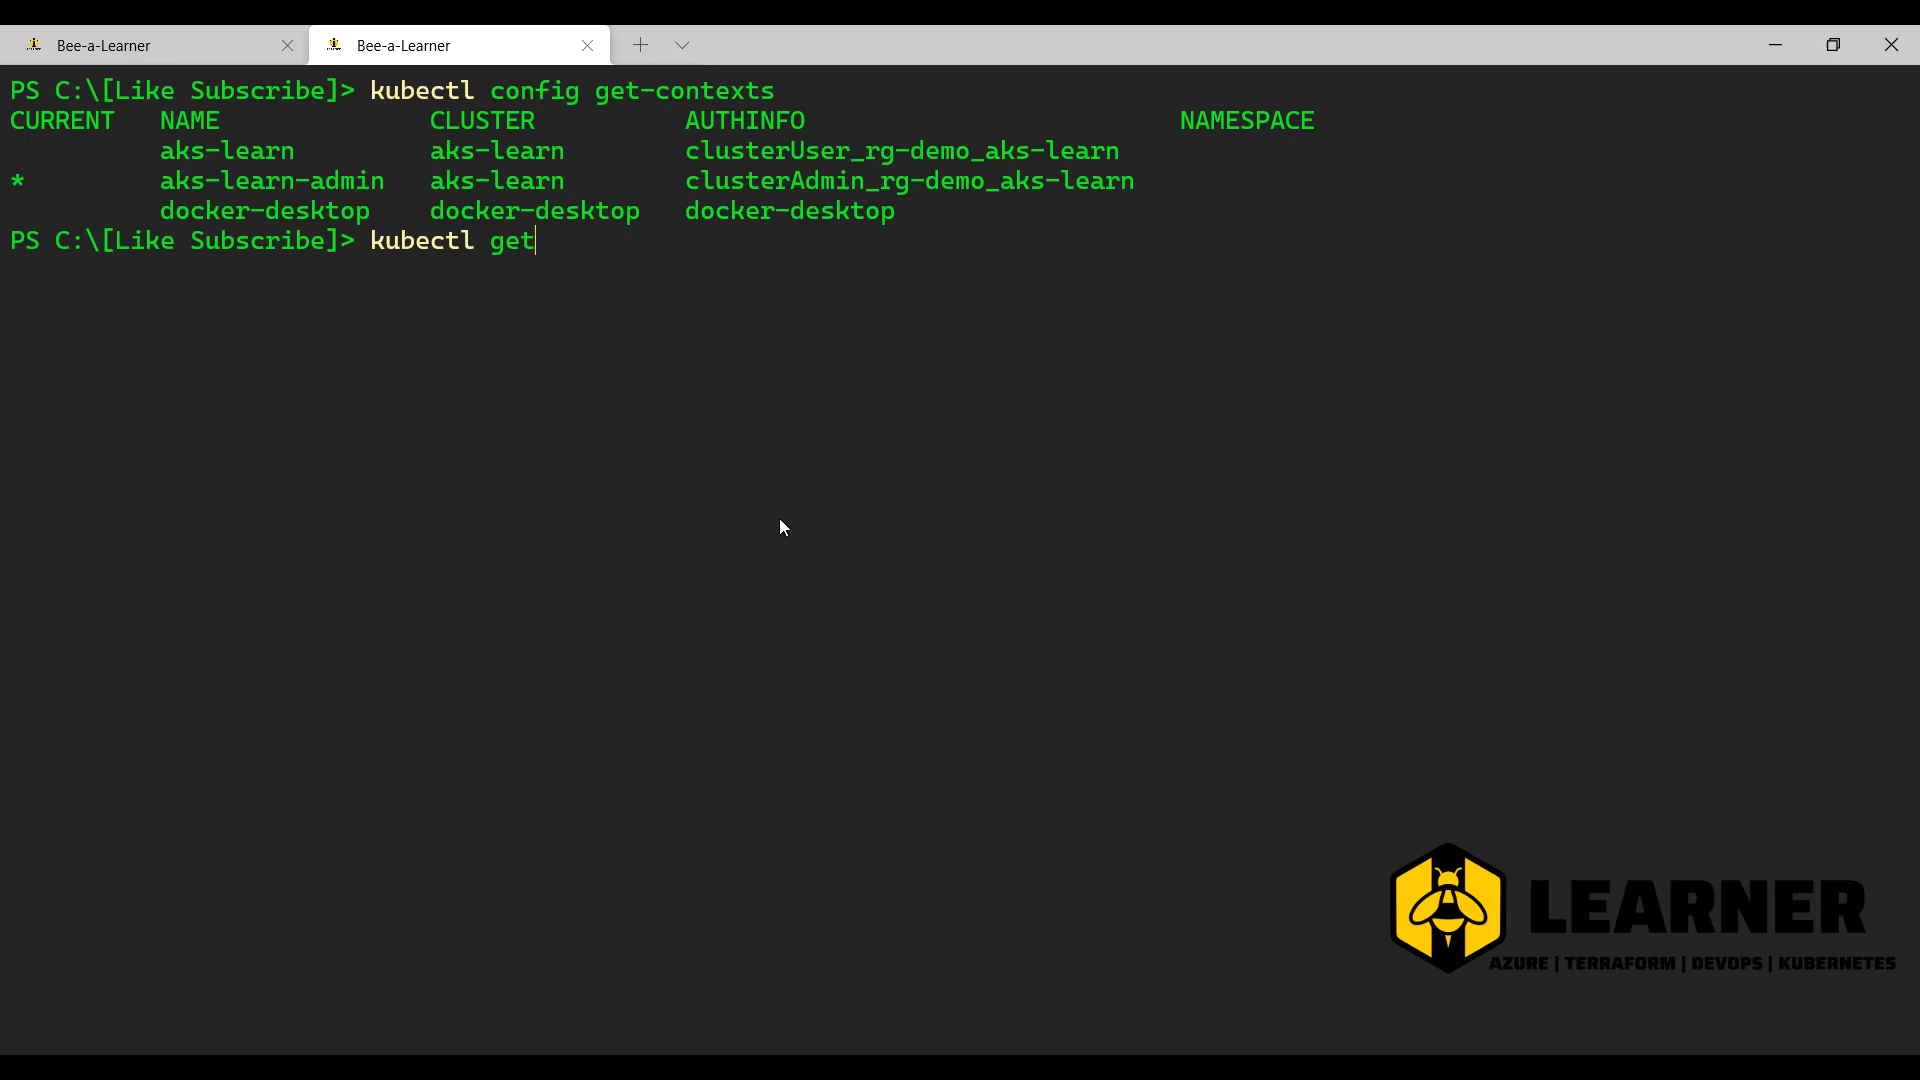 Bee-a-Learner
Bee-a-Learner
PS C:\[Like Subscribe]> kubectl config get-contexts
CURRENT NAME CLUSTER AUTHINFO NAMESPACE
aks-learn aks-learn clusterUser_rg-demo_aks-learn
* aks-learn-admin aks-learn clusterAdmin_rg-demo_aks-learn
docker-desktop docker-desktop docker-desktop
PS C:\[Like Subscribe]> kubectl get
LEARNER
AZURE | TERRAFORM | DEVOPS | KUBERNETES